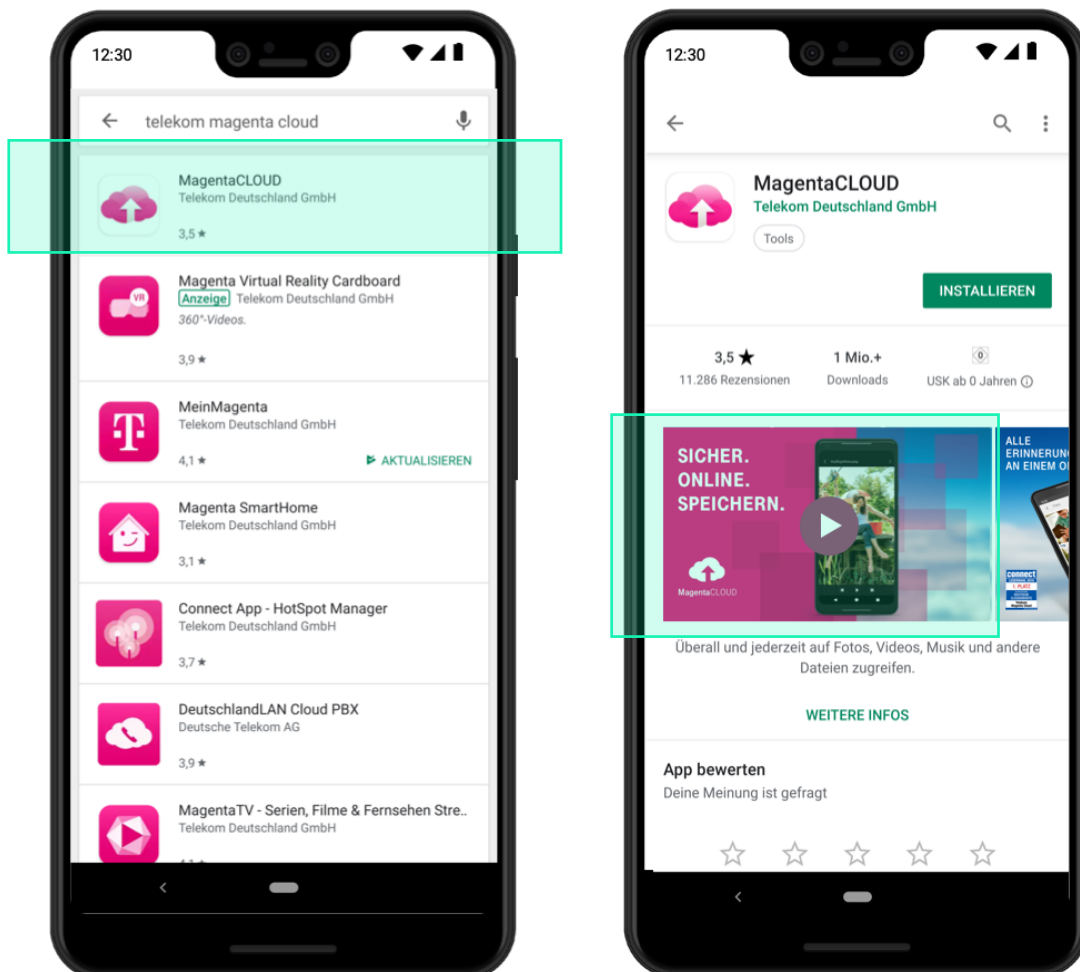 12:30
telekom magenta cloud
MagentaCLOUD
Telekom Deutschland GmbH
3,5 ★
Magenta Virtual Reality Cardboard
VR
Anzeige Telekom Deutschland GmbH
360°-Videos.
3,9 ★
MeinMagenta
Telekom Deutschland GmbH
T
4,1 ★
AKTUALISIEREN
Magenta SmartHome
Telekom Deutschland GmbH
3,1 ★
Connect App - HotSpot Manager
Telekom Deutschland GmbH
3,7 ★
DeutschlandLAN Cloud PBX
Deutsche Telekom AG
3,9 ★
MagentaTV - Serien, Filme & Fernsehen Stre..
Telekom Deutschland GmbH
12:30
MagentaCLOUD
Telekom Deutschland GmbH
Tools
INSTALLIEREN
3,5 ★ 1 Mio.+ 0
11.286 Rezensionen Downloads USK ab 0 Jahren
SICHER.
ONLINE.
SPEICHERN.
MagentaCLOUD
ALLE
ERINNERUN
AN EINEM O
connect
1. PLATZ
Überall und jederzeit auf Fotos, Videos, Musik und andere
Dateien zugreifen.
WEITERE INFOS
App bewerten
Deine Meinung ist gefragt